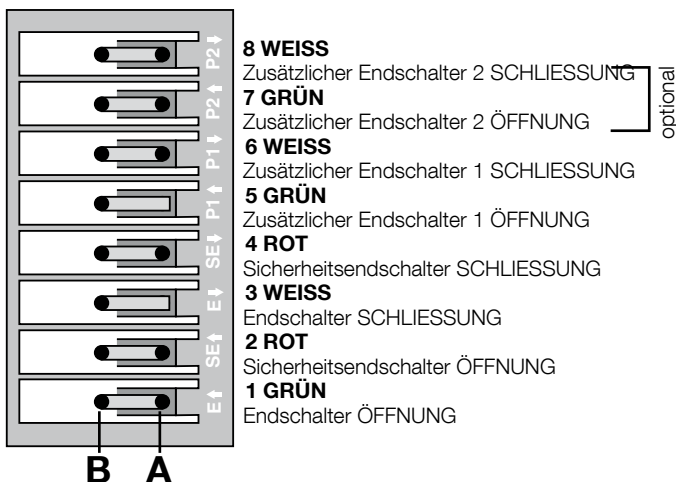 P2 ↓
8 WEISS
Zusätzlicher Endschalter 2 SCHLIESSUNG
P2 ↑
7 GRÜN
Zusätzlicher Endschalter 2 ÖFFNUNG
optional
P1 ↓
6 WEISS
Zusätzlicher Endschalter 1 SCHLIESSUNG
P1 ↑
5 GRÜN
Zusätzlicher Endschalter 1 ÖFFNUNG
SE ↓
4 ROT
Sicherheitsendschalter SCHLIESSUNG
E ↓
3 WEISS
Endschalter SCHLIESSUNG
SE ↑
2 ROT
Sicherheitsendschalter ÖFFNUNG
E ↑
1 GRÜN
Endschalter ÖFFNUNG
B A